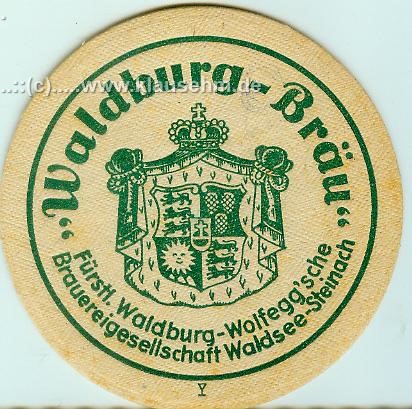 ..::(c).....www.klausehm.de
"Waldburg-Bräu"
Fürstl. Waldburg-Wolfegg'sche
Brauereigesellschaft Waldsee-Steinach
Y